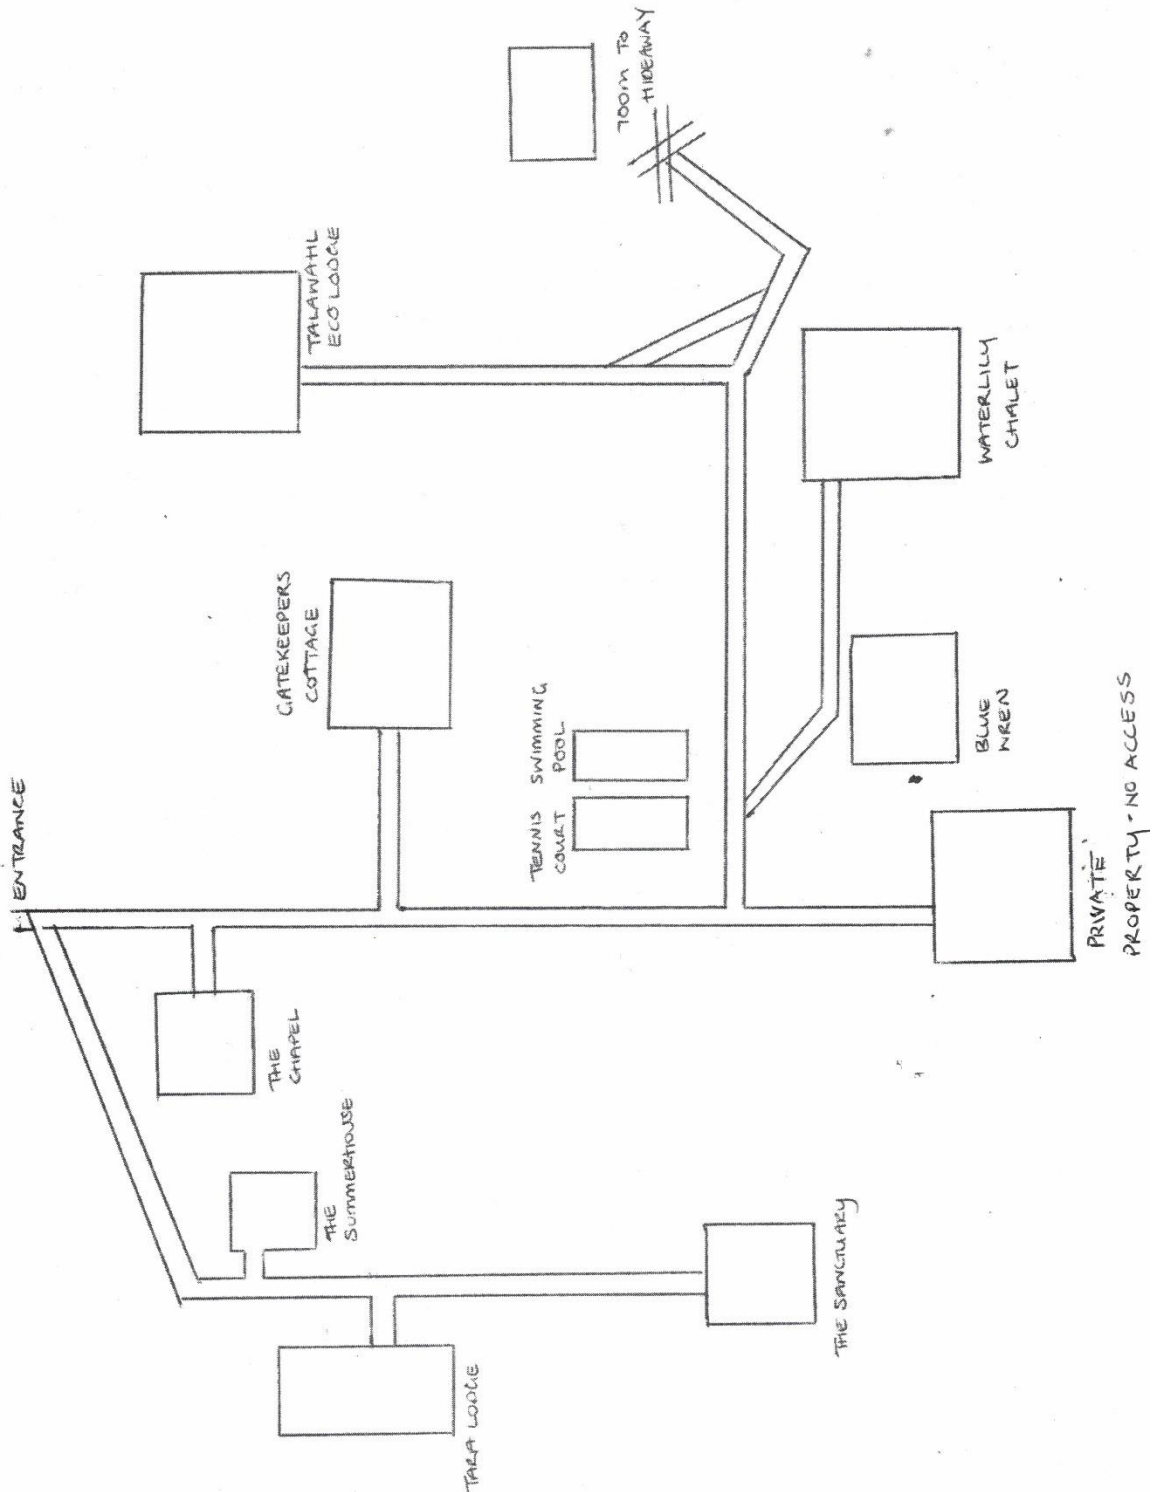 ENTRANCE
TALAWAHL
ECO LODGE
700m TO
HIDEAWAY
GATEKEEPERS
COTTAGE
THE
CHAPEL
THE
SUMMERHOUSE
TENNIS
COURT
SWIMMING
POOL
TARA LODGE
THE SANCTUARY
WATERLILY
CHALET
BLUE
WREN
PRIVATE
PROPERTY - NO ACCESS